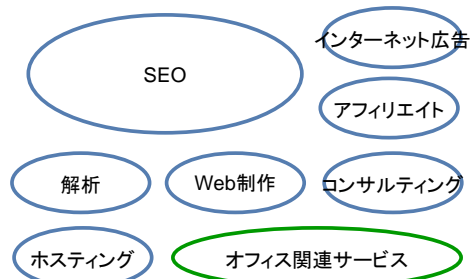 インターネット広告
SEO
アフィリエイト
解析
Web制作
コンサルティング
ホスティング
オフィス関連サービス